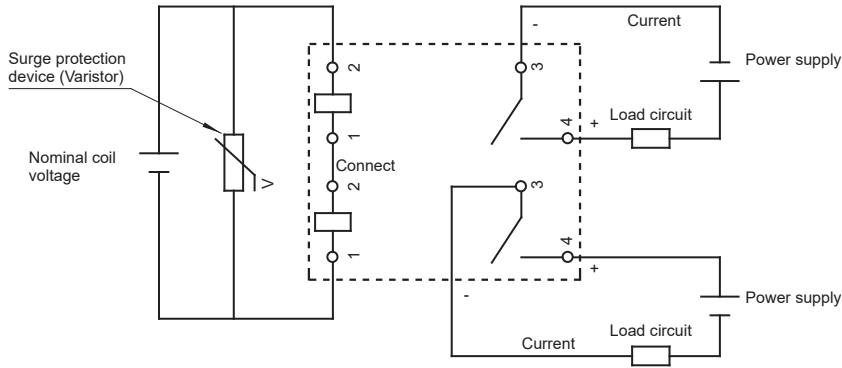 Surge protection
device (Varistor)
Nominal coil
voltage
V
2
1
Connect
2
1
-
Current
3
Power supply
4
+
Load circuit
3
4
+
-
Power supply
Load circuit
Current